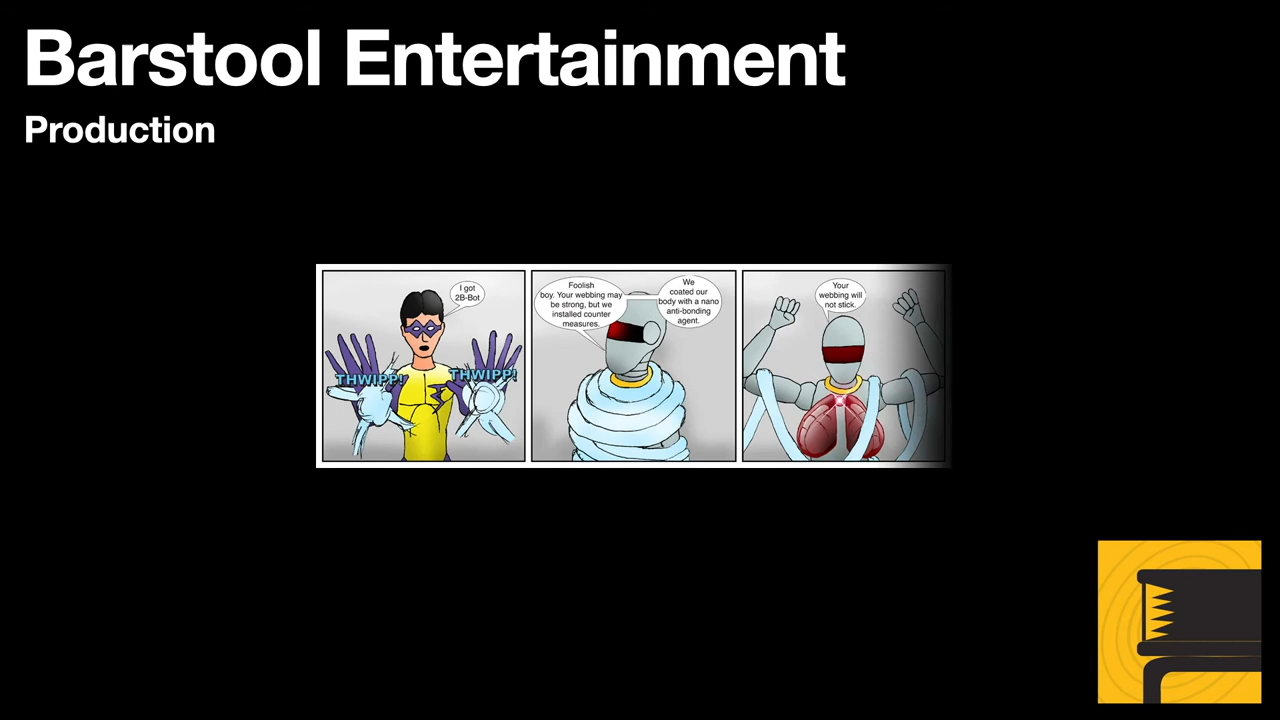 Barstool Entertainment
Production
I got
2B-Bot
THWIPP!
THWIPP!
Foolish
boy. Your webbing may
be strong, but we
installed counter
measures.
We
coated our
body with a nano
anti-bonding
agent.
Your
webbing will
not stick.